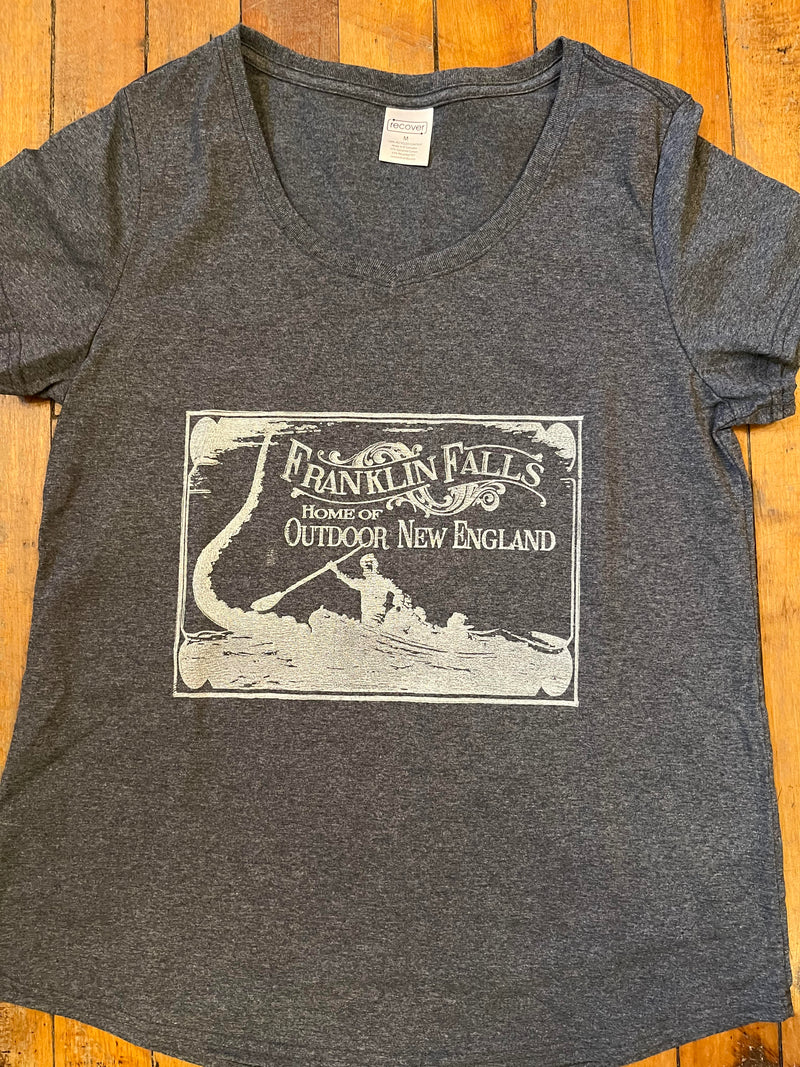 recover
M
FRANKLIN FALLS
HOME OF
OUTDOOR NEW ENGLAND